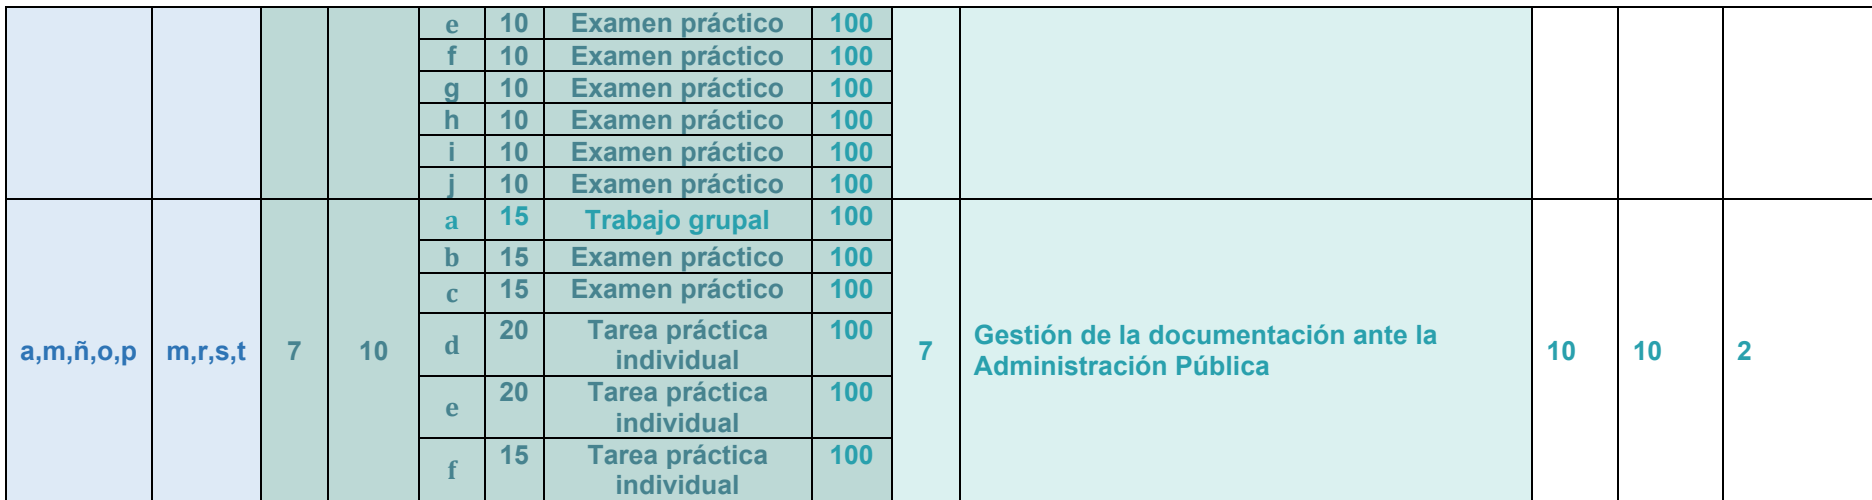 e 10 Examen práctico 100
f 10 Examen práctico 100
g 10 Examen práctico 100
h 10 Examen práctico 100
i 10 Examen práctico 100
j 10 Examen práctico 100
a 15 Trabajo grupal 100
b 15 Examen práctico 100
c 15 Examen práctico 100
a,m,ñ,o,p m,r,s,t 7 10
d 20 Tarea práctica individual 100
e 20 Tarea práctica individual 100
f 15 Tarea práctica individual 100
7 Gestión de la documentación ante la
Administración Pública
10 10 2